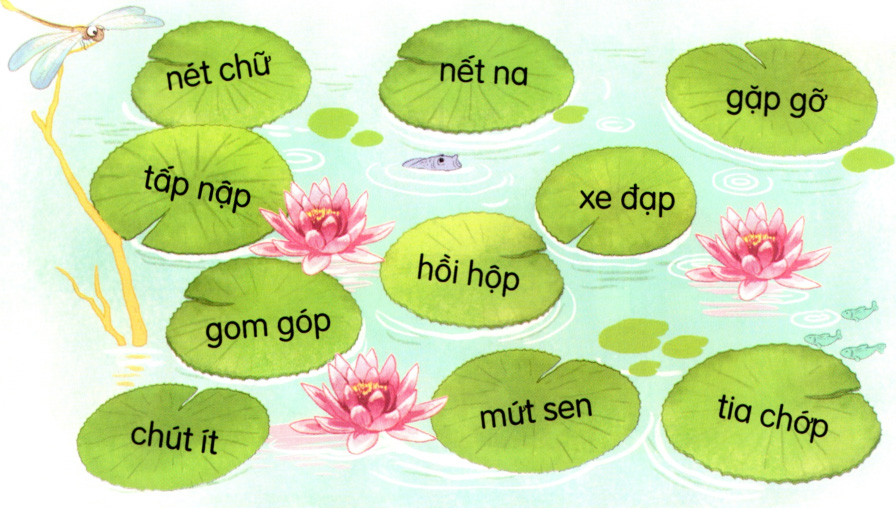 nét chữ
nết na
gặp gỡ
tấp nập
xe đạp
hồi hộp
gom góp
chút ít
mứt sen
tia chớp